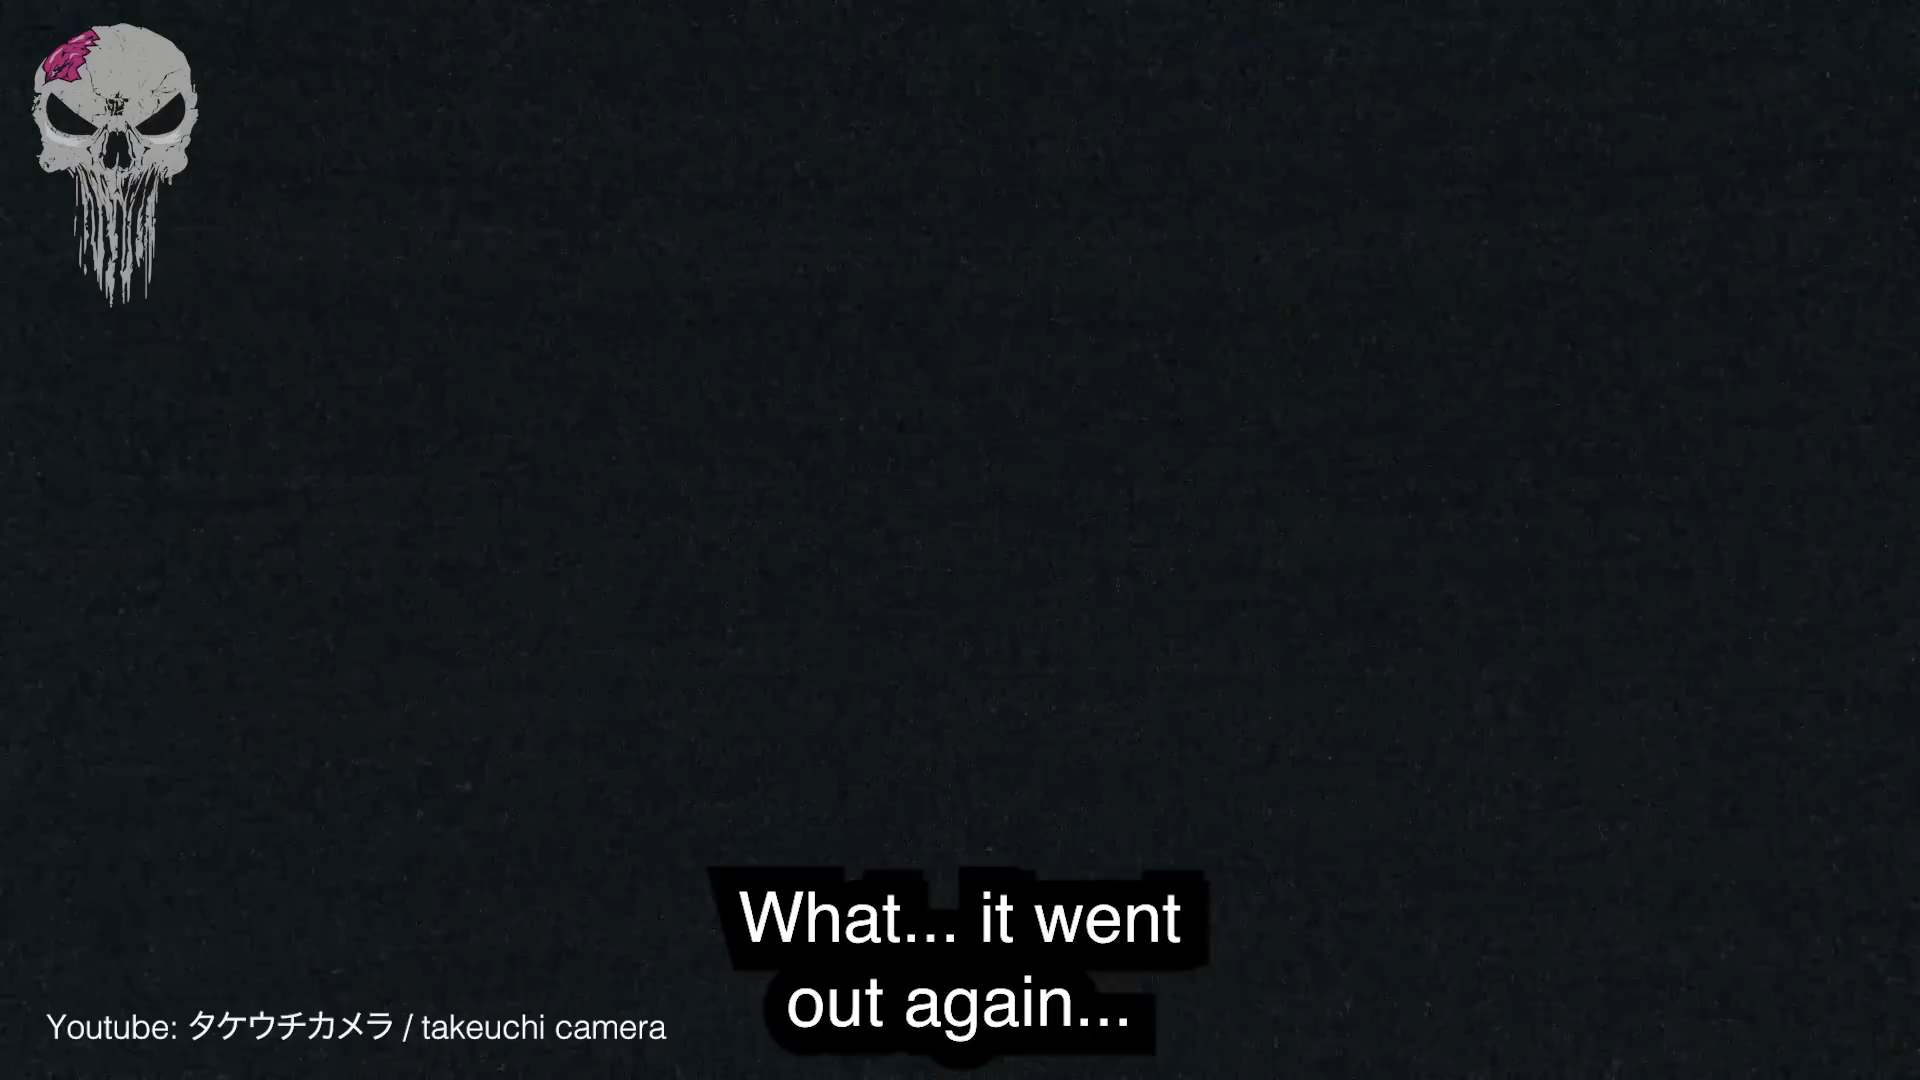 What... it went
out again...
Youtube: タケウチカメラ / takeuchi camera